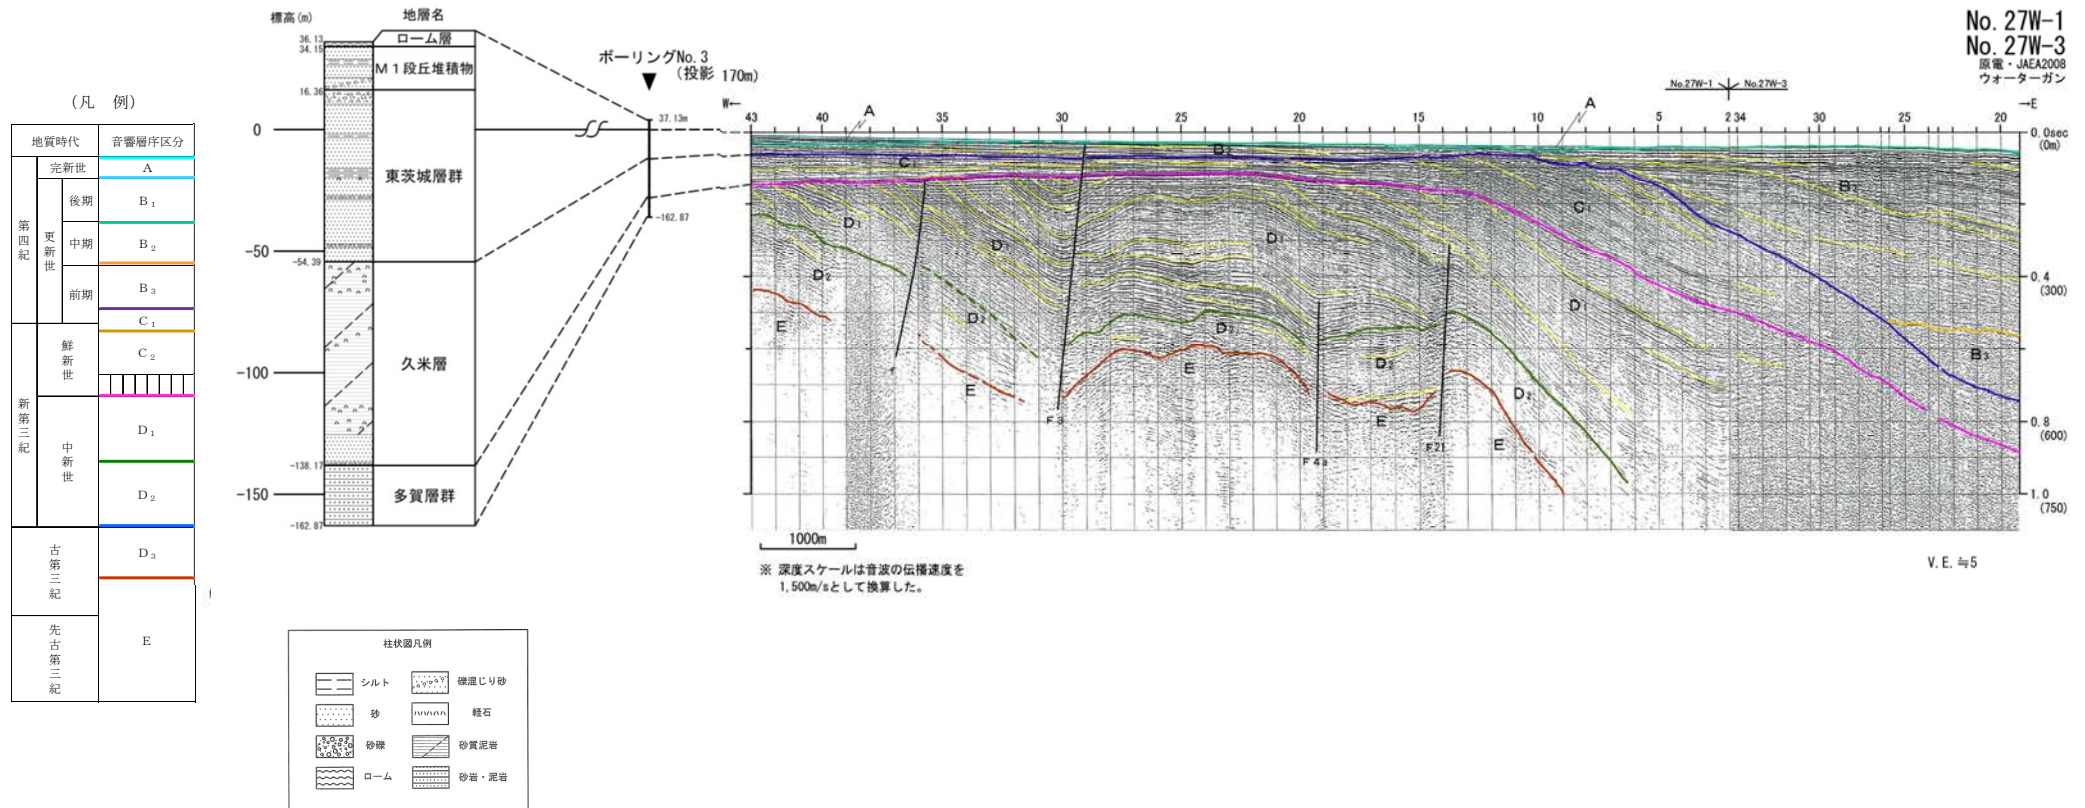 (凡 例)
地質時代
音響層序区分
第四紀
完新世
A
更新世
後期
B1
中期
B2
前期
B3
C1
新第三紀
鮮新世
C2
中新世
D1
D2
古第三紀
D3
先古第三紀
E
標高(m)
地層名
36.13
34.15
16.36
0
-50
-54.39
-100
-138.17
-150
-162.87
ローム層
M1段丘堆積物
東茨城層群
久米層
多賀層群
ボーリングNo.3
(投影 170m)
37.13m
-162.87
No. 27W-1
No. 27W-3
原電・JAEA2008
ウォーターガン
No.27W-1
No.27W-3
W←
→E
43
40
35
30
25
20
15
10
5
2 34
30
25
20
A
A
0.0sec
(0m)
0.4
(300)
0.8
(600)
1.0
(750)
C1
B2
C1
D1
D1
D1
D1
D2
D2
D2
D2
D2
B3
E
E
E
E
E
f
F3
F4a
F21
1000m
※ 深度スケールは音波の伝播速度を
1,500m/sとして換算した。
V.E.≒5
柱状図凡例
シルト
礫混じり砂
砂
軽石
砂礫
砂質泥岩
ローム
砂岩・泥岩